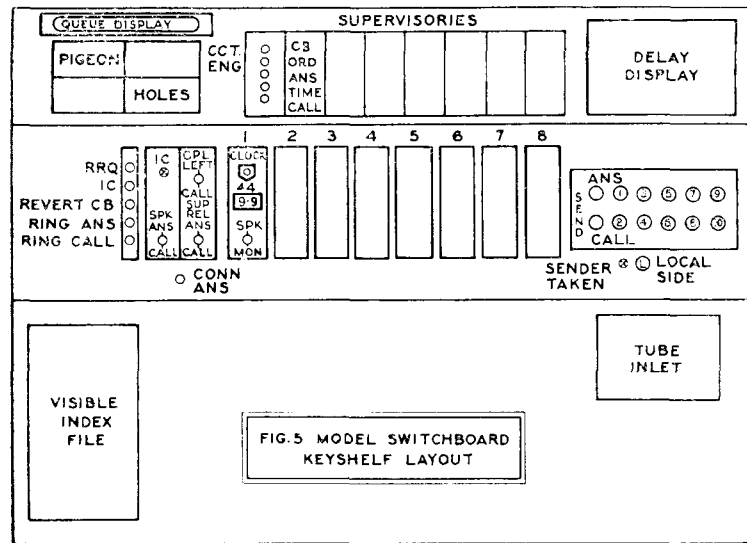 QUEUE DISPLAY
SUPERVISORIES
PIGEON
HOLES
CCT.
ENG
CB
ORD
ANS
TIME
CALL
DELAY
DISPLAY
1 2 3 4 5 6 7 8
RRQ
IC
REVERT CB
RING ANS
RING CALL
IC
SPK
ANS
CALL
CPL
LEFT
CALL
SUP
REL
ANS
CALL
CLOCK
44
9·9
SPK
MON
CONN
ANS
SEND
ANS
1 3 5 7 9
2 4 6 8 10
CALL
SENDER
TAKEN
L LOCAL
SIDE
VISIBLE
INDEX
FILE
TUBE
INLET
FIG.5 MODEL SWITCHBOARD
KEYSHELF LAYOUT